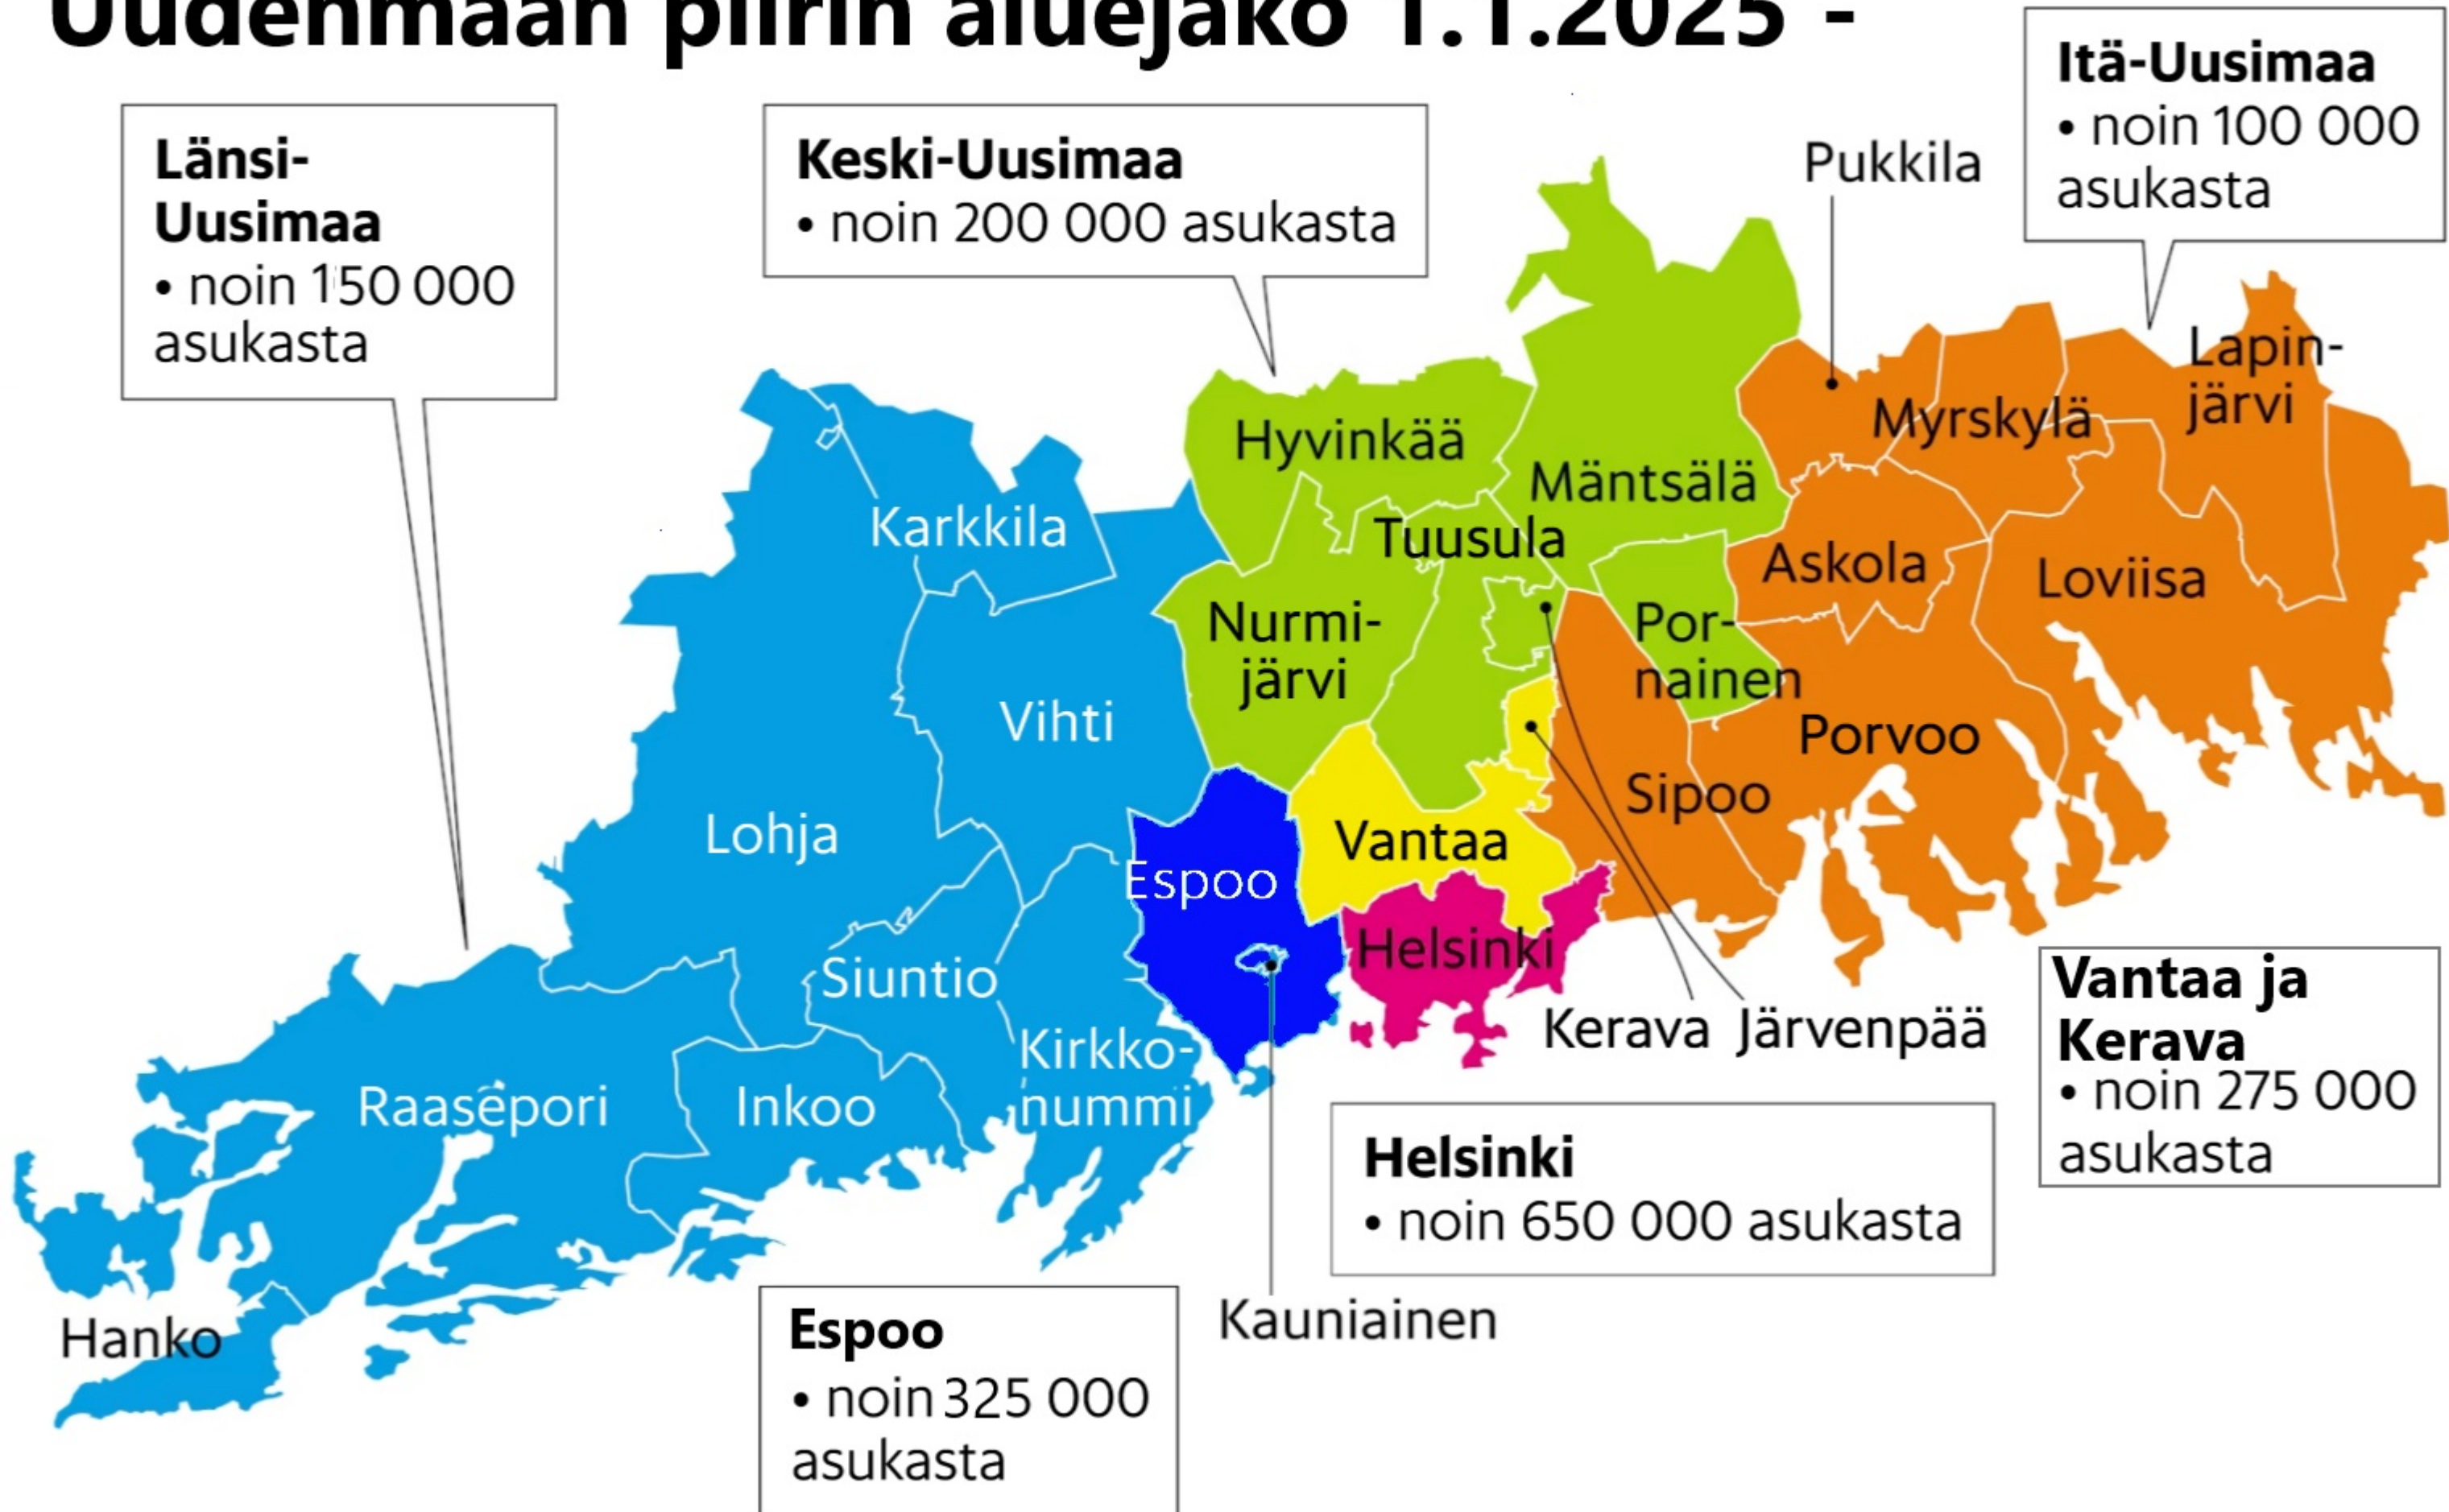 Uudenmaan piirin aluejako 1.1.2025 -
Länsi-
Uusimaa
• noin 150 000
asukasta
Keski-Uusimaa
• noin 200 000 asukasta
Itä-Uusimaa
• noin 100 000
asukasta
Pukkila
Lapin-
järvi
Myrskylä
Hyvinkää
Mäntsälä
Karkkila
Tuusula
Askola
Loviisa
Nurmi-
järvi
Por-
nainen
Vihti
Porvoo
Sipoo
Lohja
Vantaa
Espoo
Helsinki
Siuntio
Kerava
Järvenpää
Vantaa ja
Kerava
• noin 275 000
asukasta
Kirkko-
nummi
Raasepori
Inkoo
Helsinki
• noin 650 000 asukasta
Kauniainen
Hanko
Espoo
• noin 325 000
asukasta